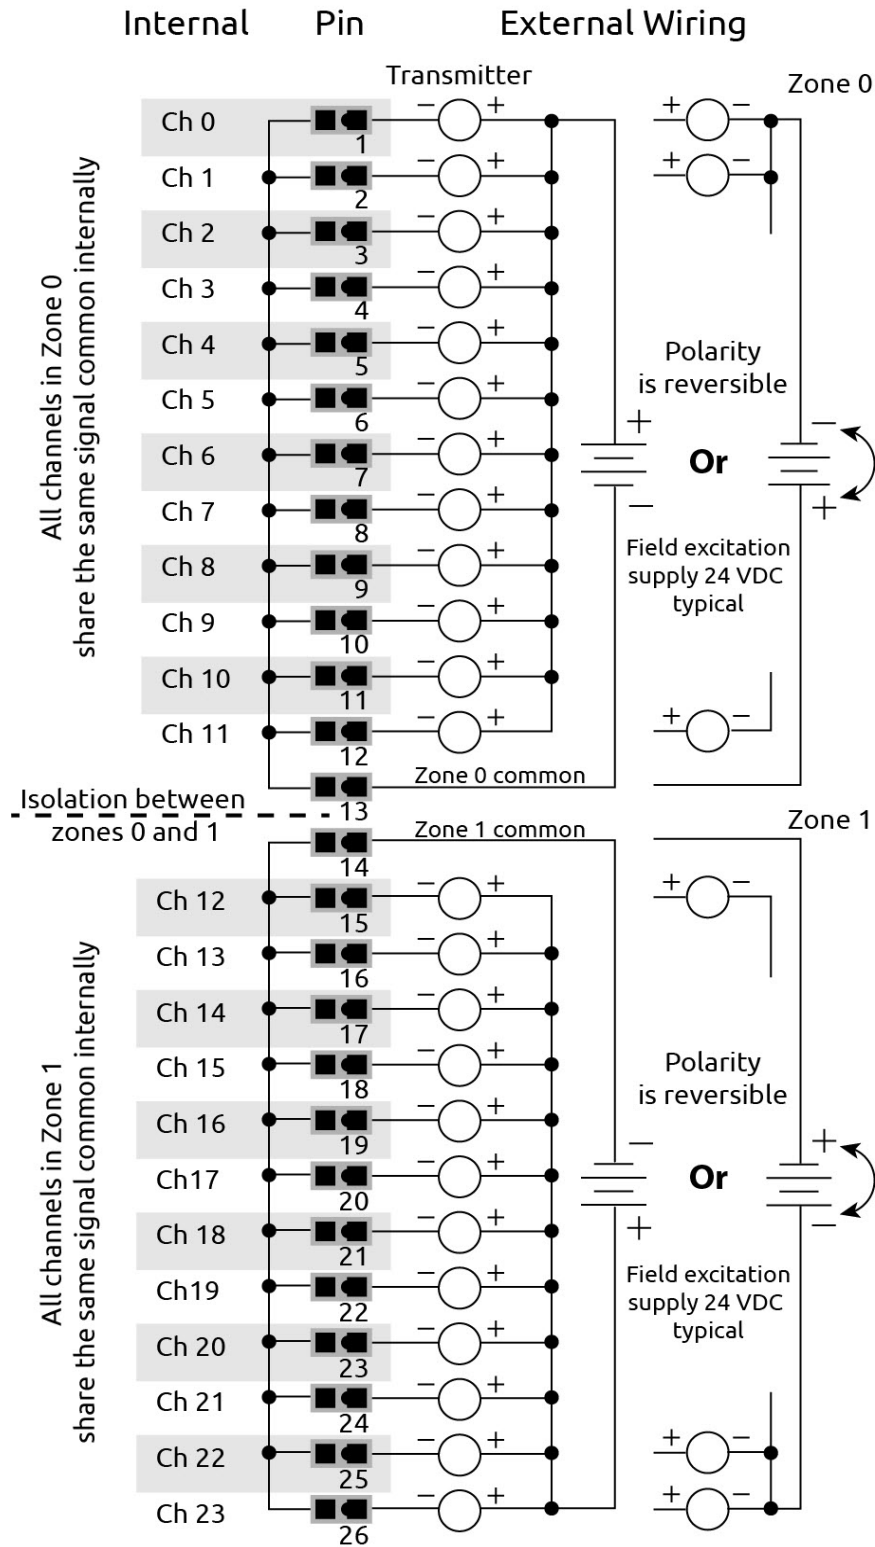 Internal Pin External Wiring
Transmitter
Zone 0
All channels in Zone 0
share the same signal common internally
Ch 0 1 − + + −
Ch 1 2 − + + −
Ch 2 3 − +
Ch 3 4 − +
Ch 4 5 − +
Ch 5 6 − +
Ch 6 7 − +
Ch 7 8 − +
Ch 8 9 − +
Ch 9 10 − +
Ch 10 11 − +
Ch 11 12 − + + −
Polarity
is reversible
+ −
Or
− +
Field excitation
supply 24 VDC
typical
Zone 0 common
13
Isolation between
zones 0 and 1
Zone 1 common
14
Zone 1
All channels in Zone 1
share the same signal common internally
Ch 12 15 − + + −
Ch 13 16 − +
Ch 14 17 − +
Ch 15 18 − +
Ch 16 19 − +
Ch17 20 − +
Ch 18 21 − +
Ch19 22 − +
Ch 20 23 − +
Ch 21 24 − +
Ch 22 25 − + + −
Ch 23 26 − + + −
Polarity
is reversible
− +
Or
+ −
Field excitation
supply 24 VDC
typical